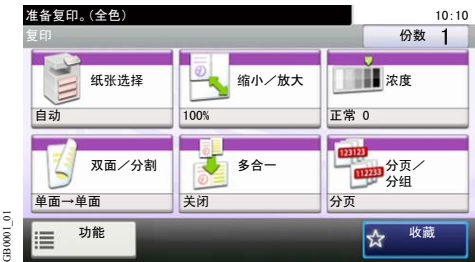 准备复印。(全色)
10:10
复印
份数 1
纸张选择
自动
缩小／放大
100%
浓度
正常 0
双面／分割
单面→单面
多合一
关闭
123123
112233
分页／
分组
分页
功能
收藏
GB0001_01